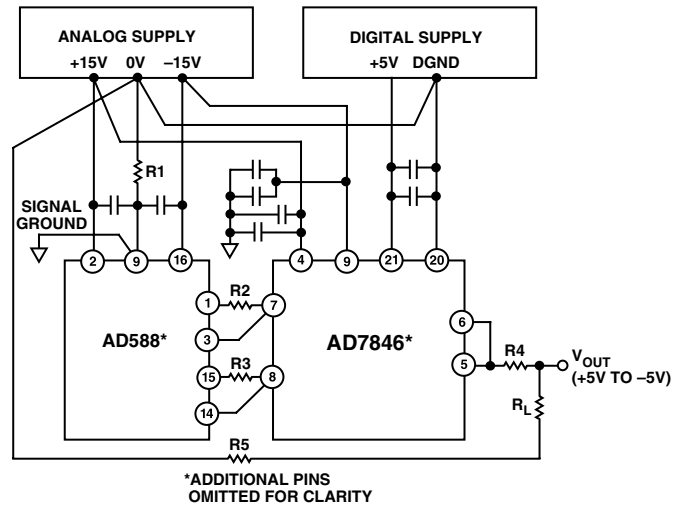 ANALOG SUPPLY
+15V 0V –15V
DIGITAL SUPPLY
+5V DGND
R1
SIGNAL
GROUND
2 9 16
4 9 21 20
1 R2 7
3
AD588*
AD7846*
15 R3 8
14
6
5 R4
VOUT
(+5V TO –5V)
RL
R5
*ADDITIONAL PINS
OMITTED FOR CLARITY